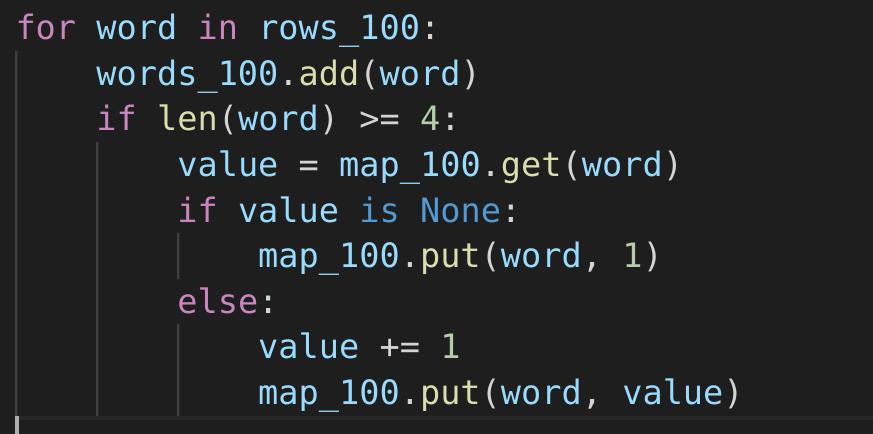 for word in rows_100:
    words_100.add(word)
    if len(word) >= 4:
        value = map_100.get(word)
        if value is None:
            map_100.put(word, 1)
        else:
            value += 1
            map_100.put(word, value)